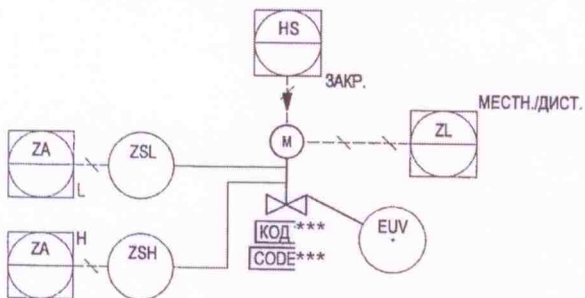 HS
ЗАКР.
МЕСТН./ДИСТ.
M
ZL
ZA
L
ZSL
ZA
H
ZSH
КОД ***
CODE ***
EUV
*